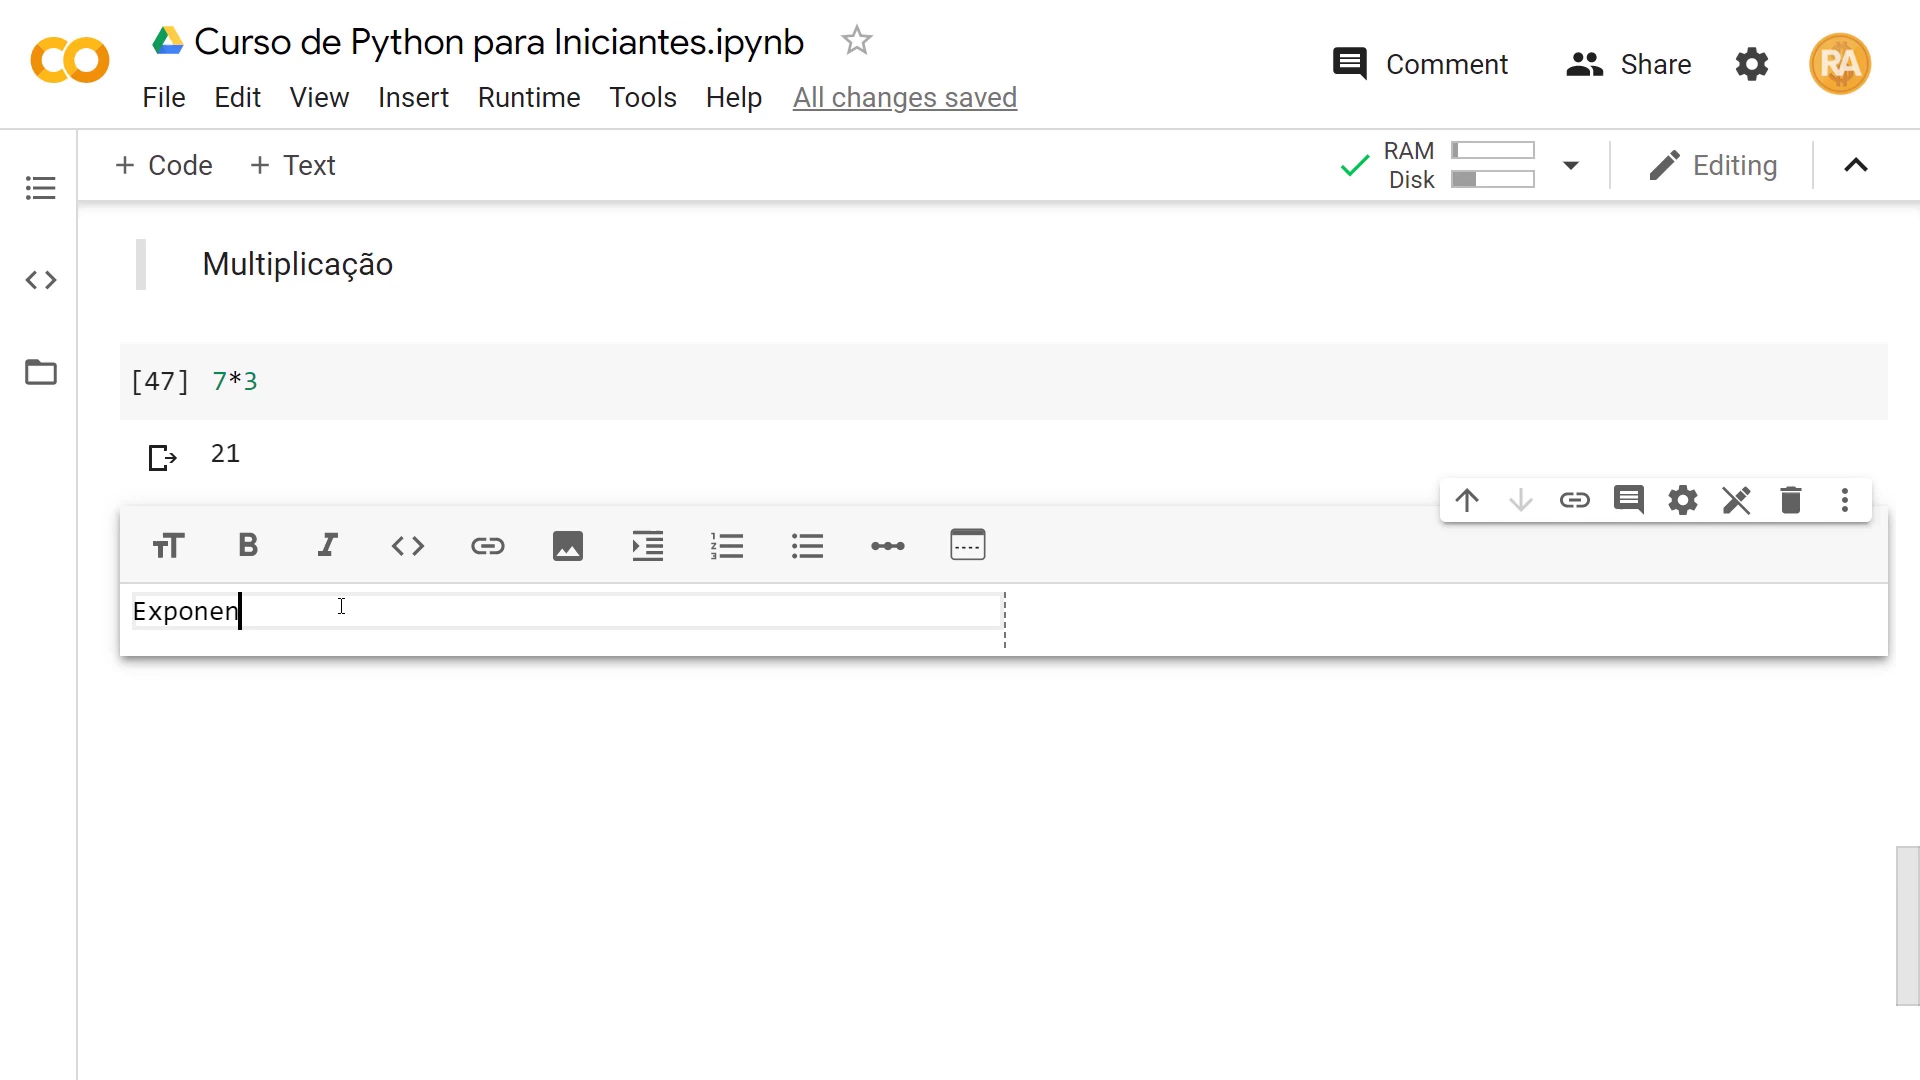 Curso de Python para Iniciantes.ipynb
File Edit View Insert Runtime Tools Help All changes saved
Comment Share RA
+ Code + Text
RAM
Disk
Editing
Multiplicação
[47] 7*3
21
Exponen